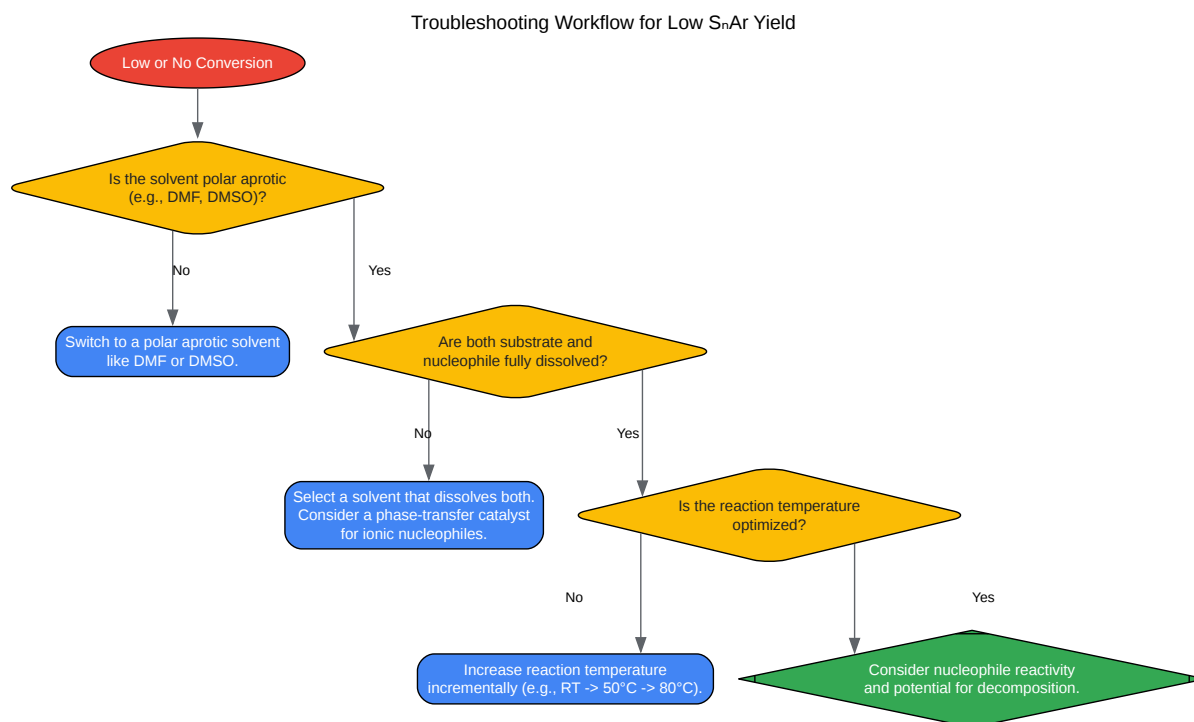 Troubleshooting Workflow for Low SₙAr Yield
Low or No Conversion
Is the solvent polar aprotic
(e.g., DMF, DMSO)?
No
Yes
Switch to a polar aprotic solvent
like DMF or DMSO.
Are both substrate and
nucleophile fully dissolved?
No
Yes
Select a solvent that dissolves both.
Consider a phase-transfer catalyst
for ionic nucleophiles.
Is the reaction temperature
optimized?
No
Yes
Increase reaction temperature
incrementally (e.g., RT -> 50°C -> 80°C).
Consider nucleophile reactivity
and potential for decomposition.